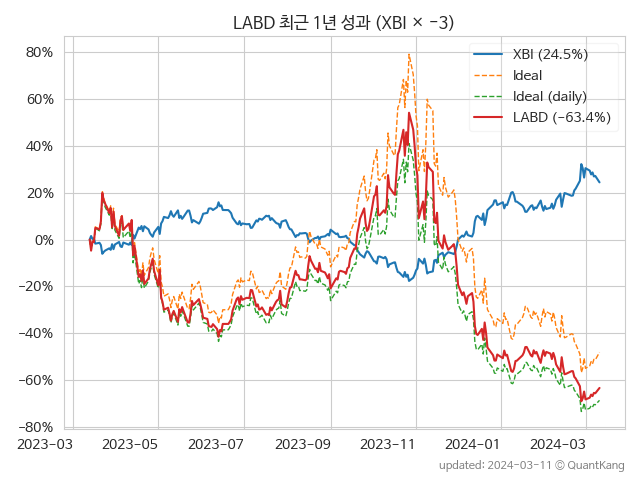 LABD 최근 1년 성과 (XBI × −3)
XBI (24.5%)
Ideal
Ideal (daily)
LABD (−63.4%)
80%
60%
40%
20%
0%
−20%
−40%
−60%
−80%
2023−03 2023−05 2023−07 2023−09 2023−11 2024−01 2024−03
updated: 2024−03−11 © QuantKang